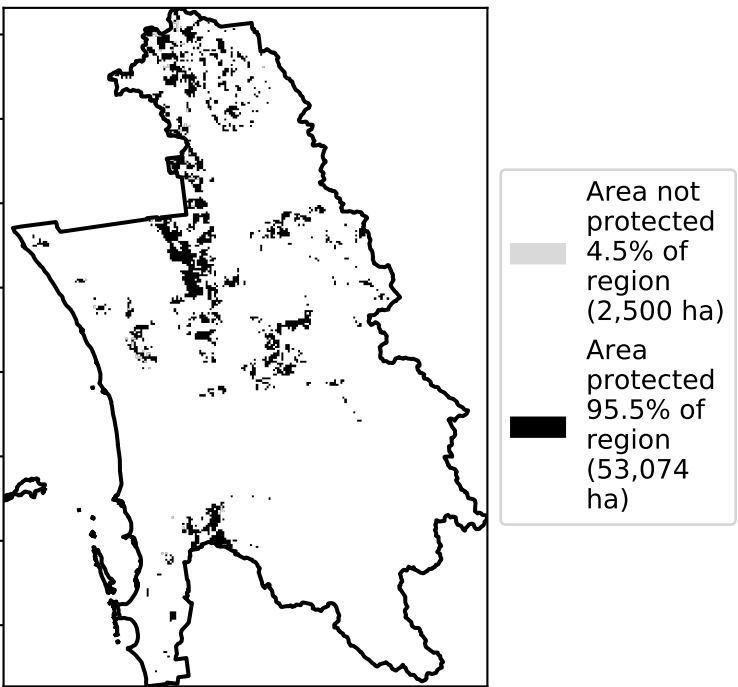 Area not
protected
4.5% of
region
(2,500 ha)
Area
protected
95.5% of
region
(53,074
ha)